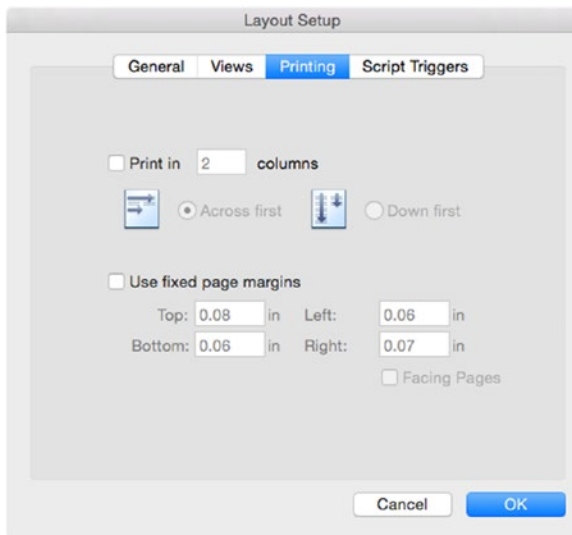 Layout Setup
General Views Printing Script Triggers
Print in 2 columns
Across first Down first
Use fixed page margins
Top: 0.08 in Left: 0.06 in
Bottom: 0.06 in Right: 0.07 in
Facing Pages
Cancel OK